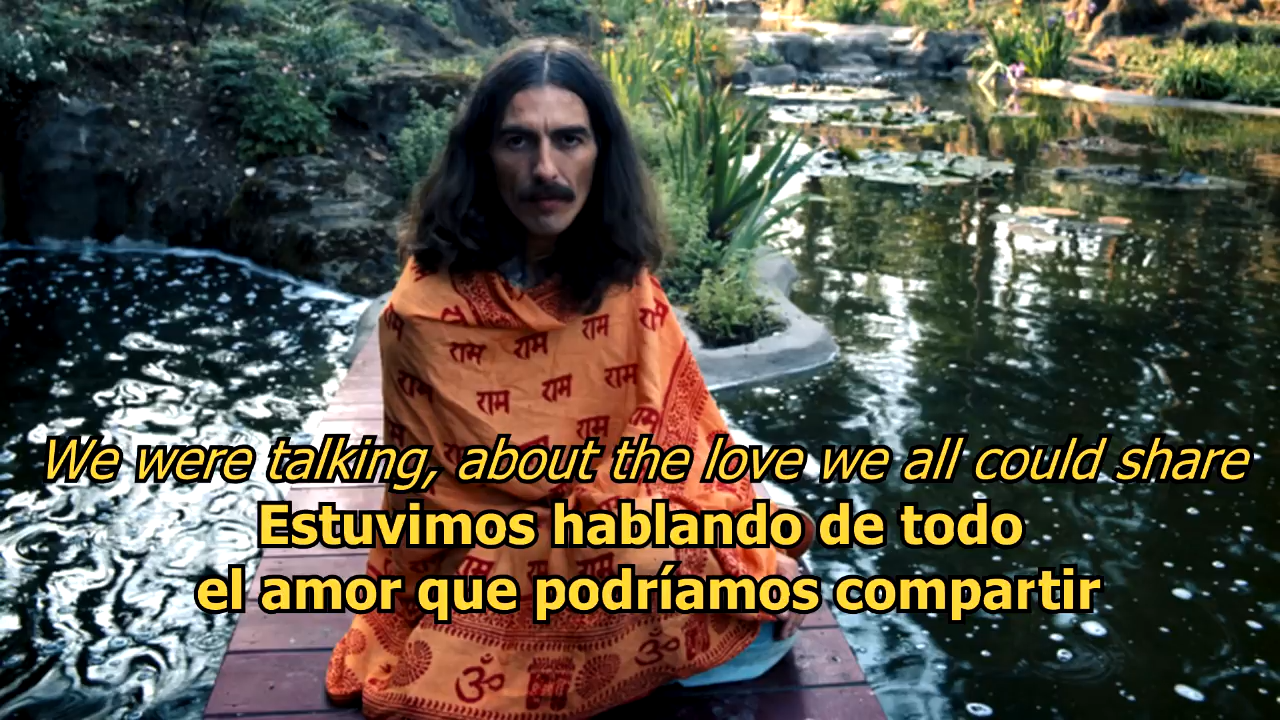 राम
राम राम राम राम
राम राम राम राम
राम राम
We were talking, about the love we all could share
Estuvimos hablando de todo
el amor que podríamos compartir
राम राम
ॐ ॐ